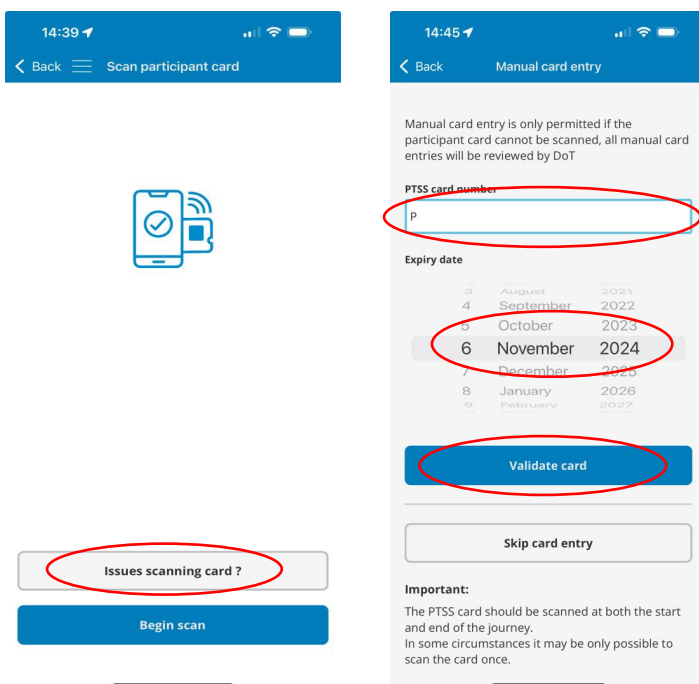 14:39
Back
Scan participant card
Issues scanning card ?
Begin scan
14:45
Back
Manual card entry
Manual card entry is only permitted if the
participant card cannot be scanned, all manual card
entries will be reviewed by DoT
PTSS card number
P
Expiry date
3 August 2021
4 September 2022
5 October 2023
6 November 2024
7 December 2025
8 January 2026
9 February 2027
Validate card
Skip card entry
Important:
The PTSS card should be scanned at both the start
and end of the journey.
In some circumstances it may be only possible to
scan the card once.